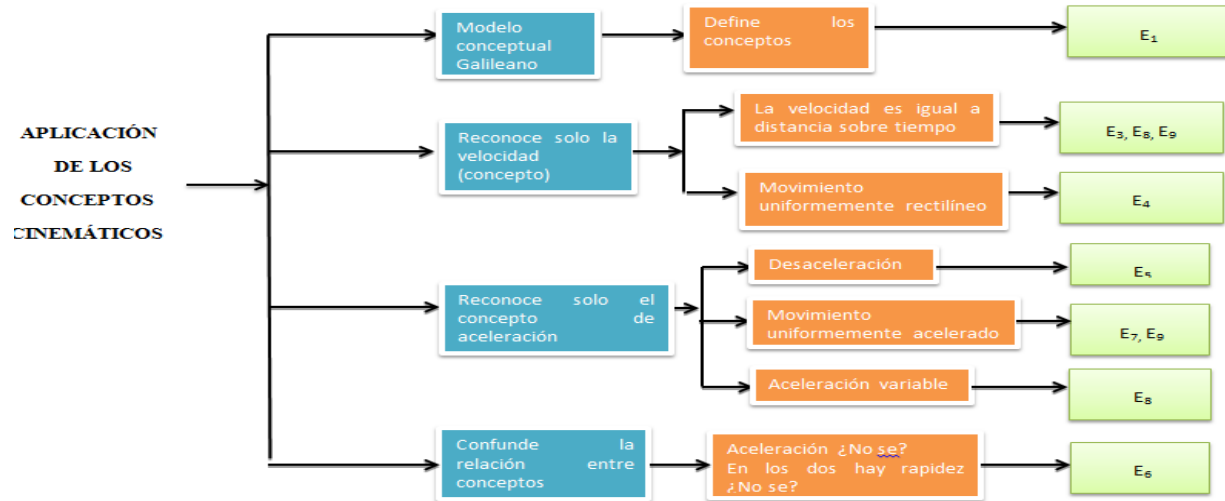 APLICACIÓN
DE LOS
CONCEPTOS
CINEMÁTICOS
Modelo
conceptual
Galileano
Define los
conceptos
E₁
Reconoce solo la
velocidad
(concepto)
La velocidad es igual a
distancia sobre tiempo
E₃, E₈, E₉
Movimiento
uniformemente rectilíneo
E₄
Reconoce solo el
concepto de
aceleración
Desaceleración
E₅
Movimiento
uniformemente acelerado
E₇, E₉
Aceleración variable
E₈
Confunde la
relación entre
conceptos
Aceleración ¿No se?
En los dos hay rapidez
¿No se?
E₆